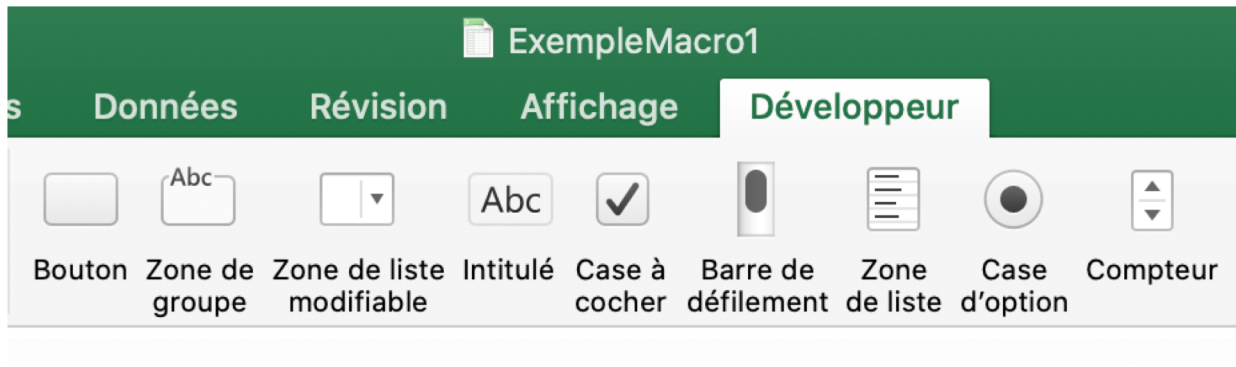 ExempleMacro1
s Données Révision Affichage Développeur
Abc Abc
Bouton Zone de groupe Zone de liste modifiable Intitulé Case à cocher Barre de défilement Zone de liste Case d'option Compteur